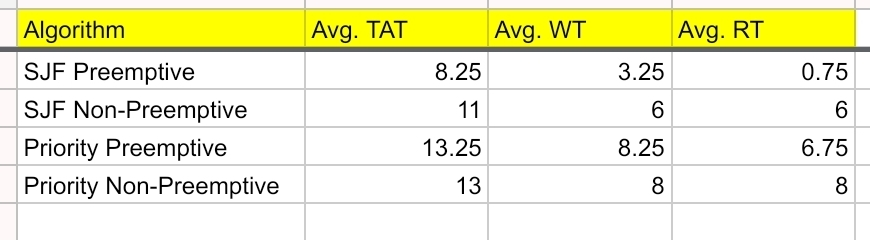 Algorithm Avg. TAT Avg. WT Avg. RT
SJF Preemptive 8.25 3.25 0.75
SJF Non-Preemptive 11 6 6
Priority Preemptive 13.25 8.25 6.75
Priority Non-Preemptive 13 8 8